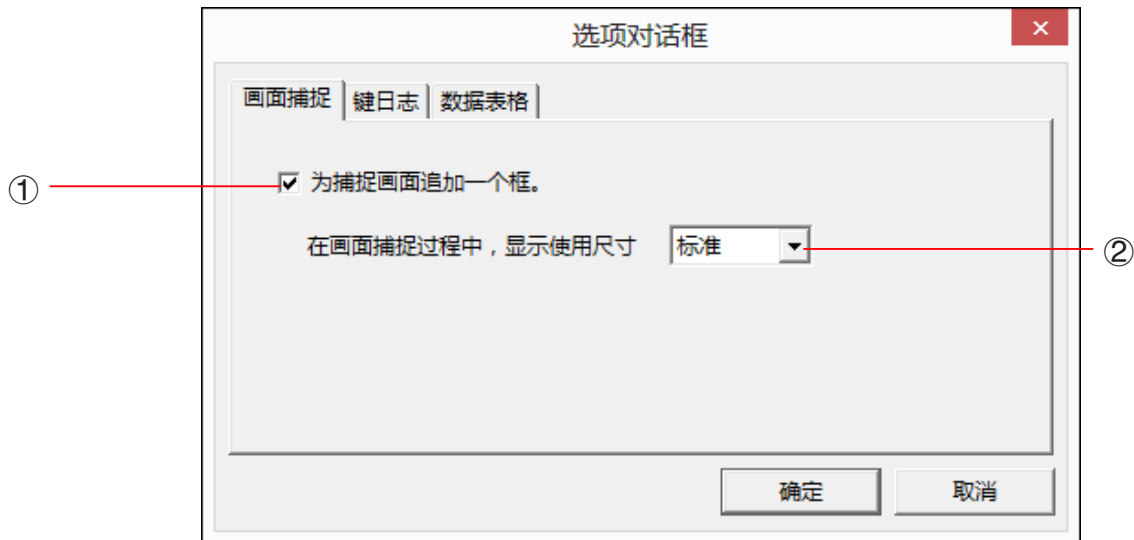 选项对话框
画面捕捉 键日志 数据表格
① 为捕捉画面追加一个框。
在画面捕捉过程中，显示使用尺寸 标准 ②
确定 取消